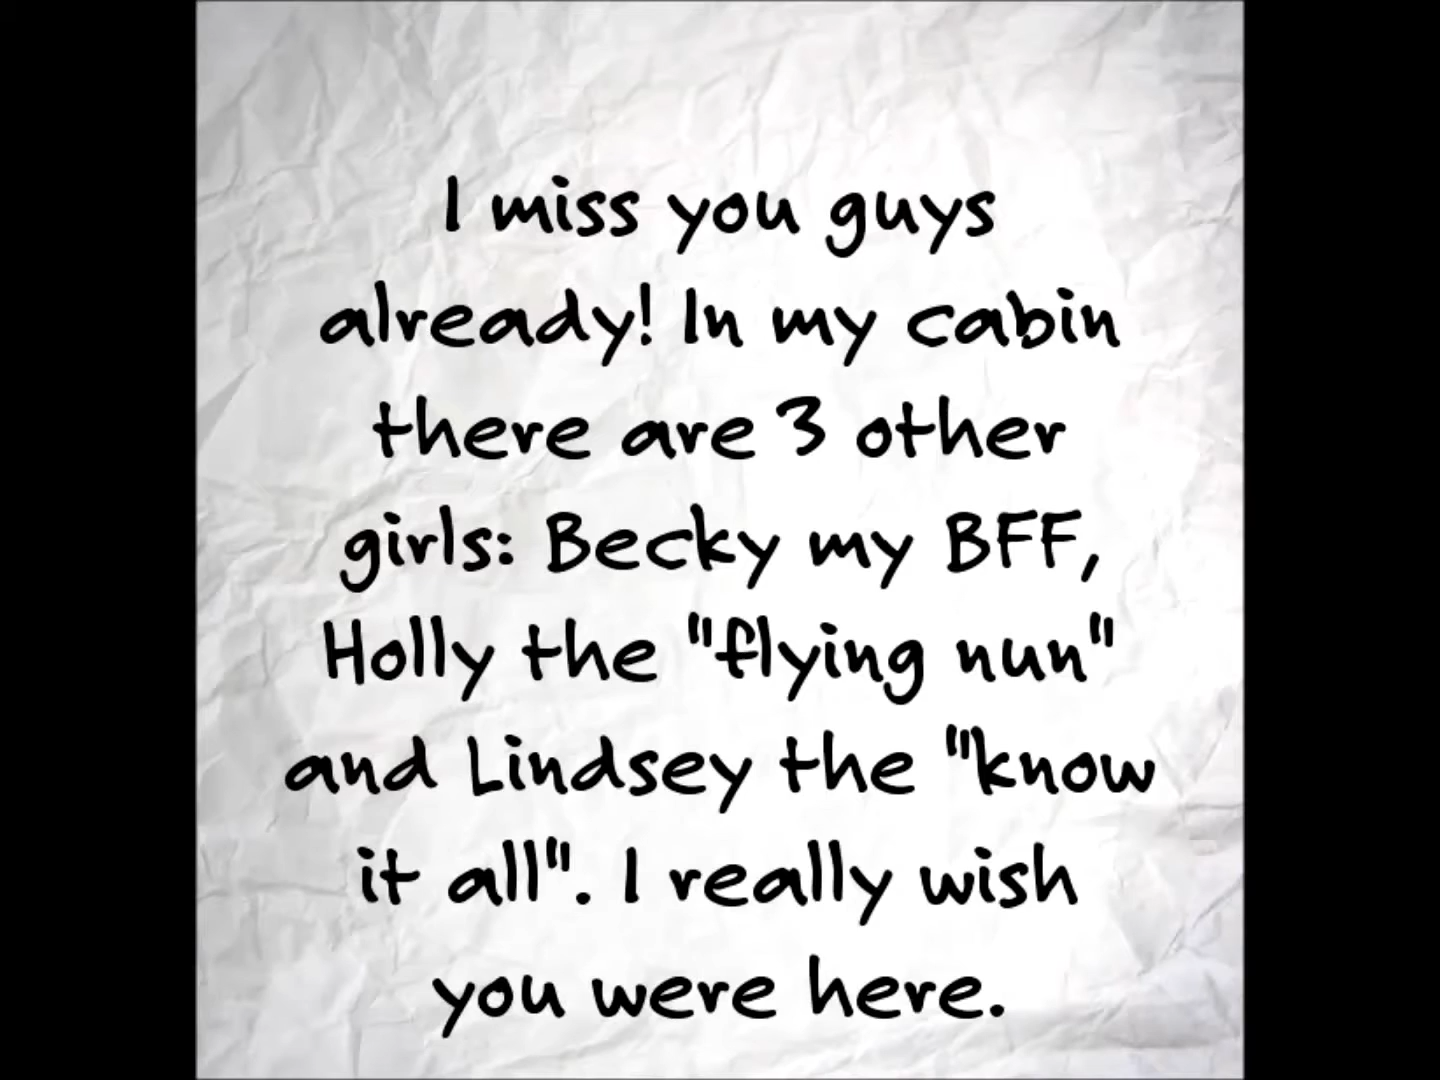 I miss you guys
already! In my cabin
there are 3 other
girls: Becky my BFF,
Holly the "flying nun"
and Lindsey the "know
it all". I really wish
you were here.